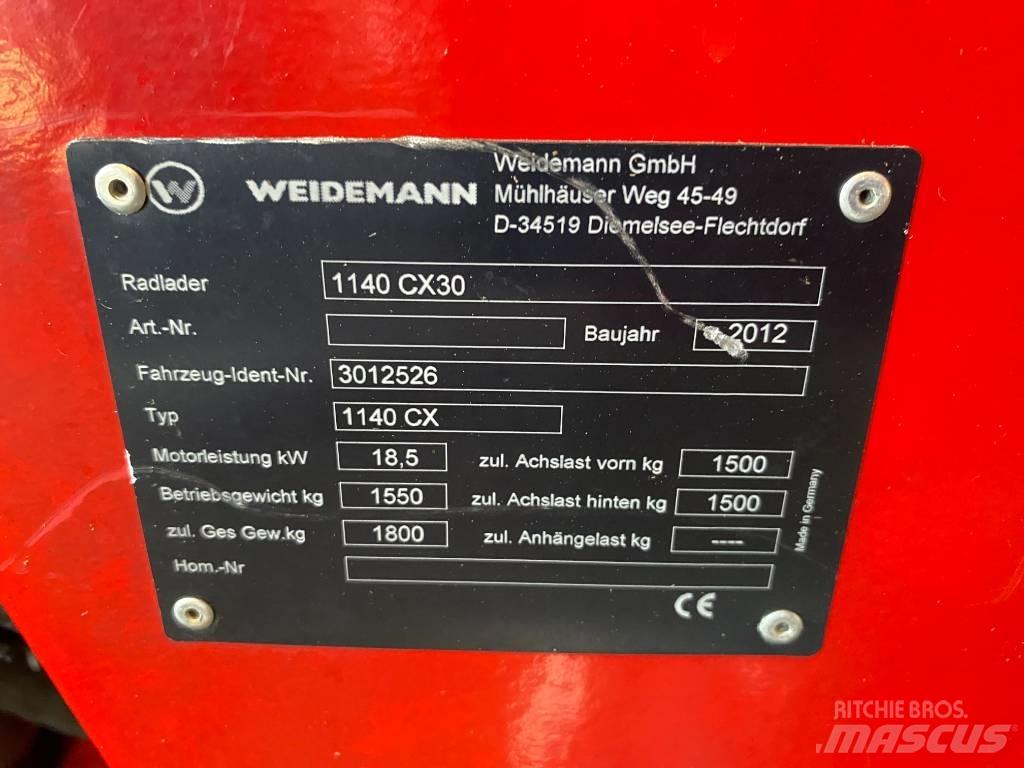 W WEIDEMANN
Weidemann GmbH
Mühlhäuser Weg 45-49
D-34519 Diemelsee-Flechtdorf
Radlader 1140 CX30
Art.-Nr. Baujahr 2012
Fahrzeug-Ident-Nr. 3012526
Typ 1140 CX
Motorleistung kW 18,5 zul. Achslast vorn kg 1500
Betriebsgewicht kg 1550 zul. Achslast hinten kg 1500
zul. Ges Gew.kg 1800 zul. Anhängelast kg ----
Hom.-Nr
Made in Germany
CE
RITCHIE BROS.
MASCUS